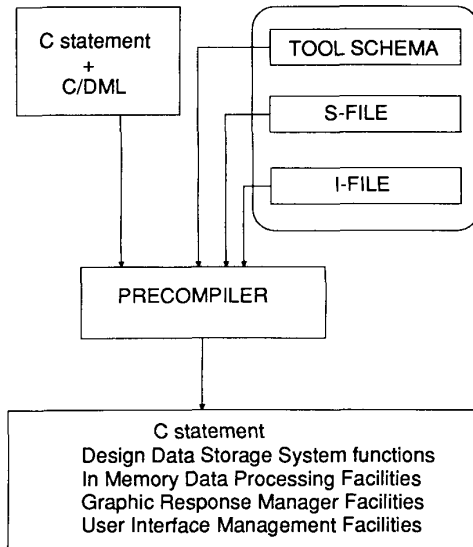 C statement
+
C/DML
TOOL SCHEMA
S-FILE
I-FILE
PRECOMPILER
C statement
Design Data Storage System functions
In Memory Data Processing Facilities
Graphic Response Manager Facilities
User Interface Management Facilities